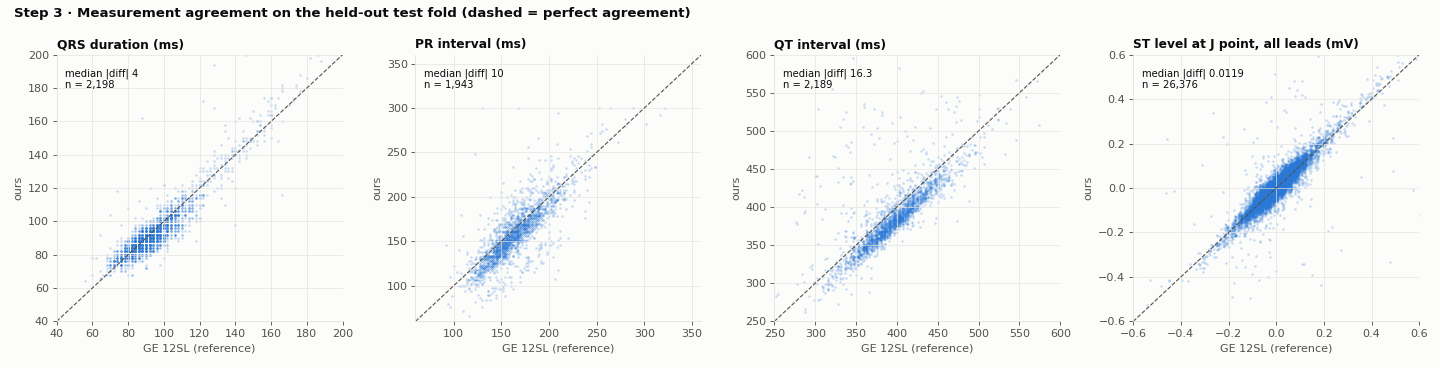 Step 3 · Measurement agreement on the held-out test fold (dashed = perfect agreement)
QRS duration (ms)
median |diff| 4
n = 2,198
200
180
160
140
120
100
80
60
40
ours
40 60 80 100 120 140 160 180 200
GE 12SL (reference)
PR interval (ms)
median |diff| 10
n = 1,943
350
300
250
200
150
100
ours
100 150 200 250 300 350
GE 12SL (reference)
QT interval (ms)
median |diff| 16.3
n = 2,189
600
550
500
450
400
350
300
250
ours
250 300 350 400 450 500 550 600
GE 12SL (reference)
ST level at J point, all leads (mV)
median |diff| 0.0119
n = 26,376
0.6
0.4
0.2
0.0
−0.2
−0.4
−0.6
ours
−0.6 −0.4 −0.2 0.0 0.2 0.4 0.6
GE 12SL (reference)